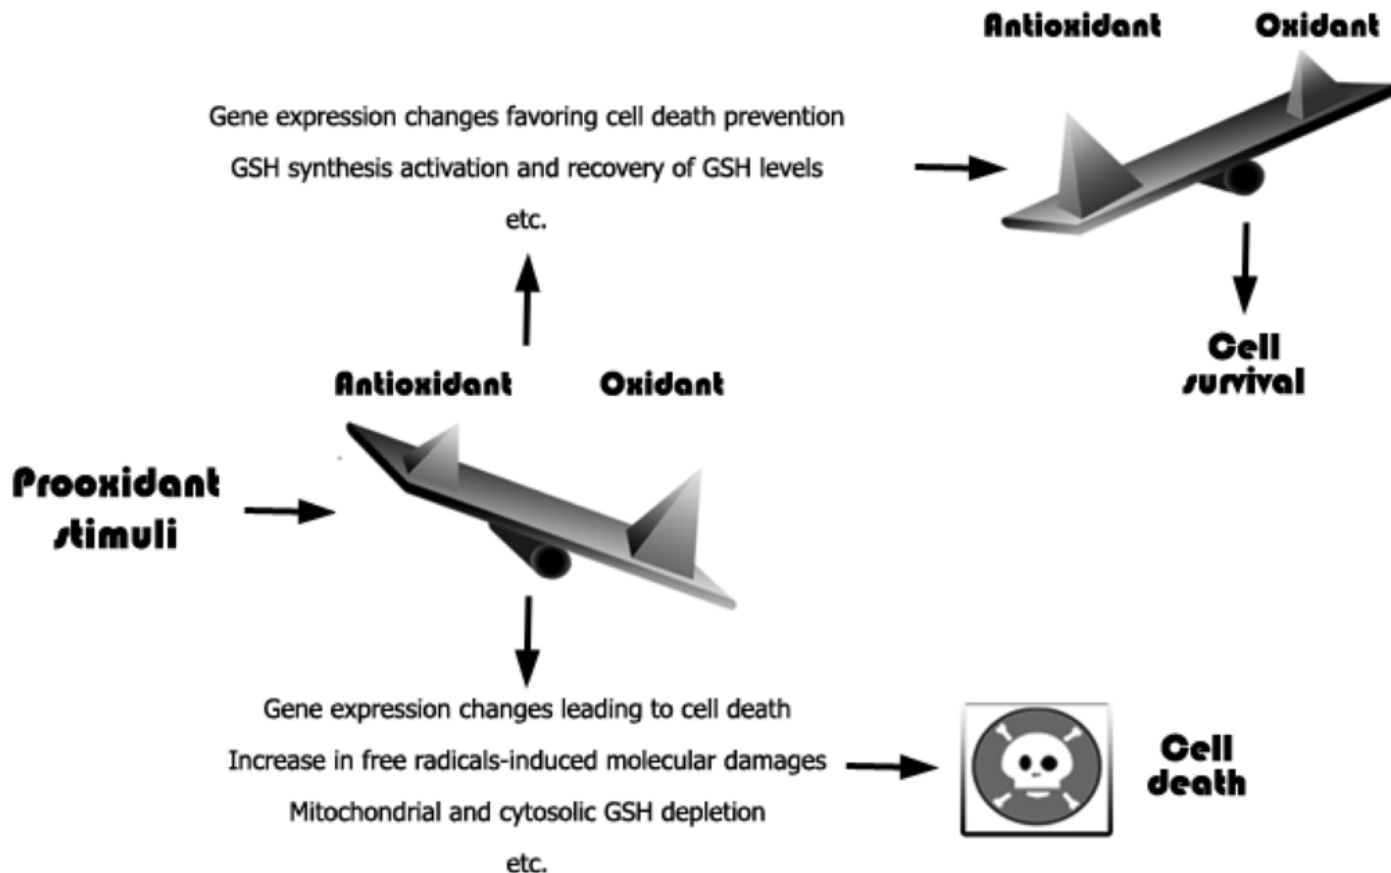 Antioxidant Oxidant
Gene expression changes favoring cell death prevention
GSH synthesis activation and recovery of GSH levels
etc.
Cell
survival
Antioxidant Oxidant
Prooxidant
stimuli
Gene expression changes leading to cell death
Increase in free radicals-induced molecular damages
Mitochondrial and cytosolic GSH depletion
etc.
Cell
death